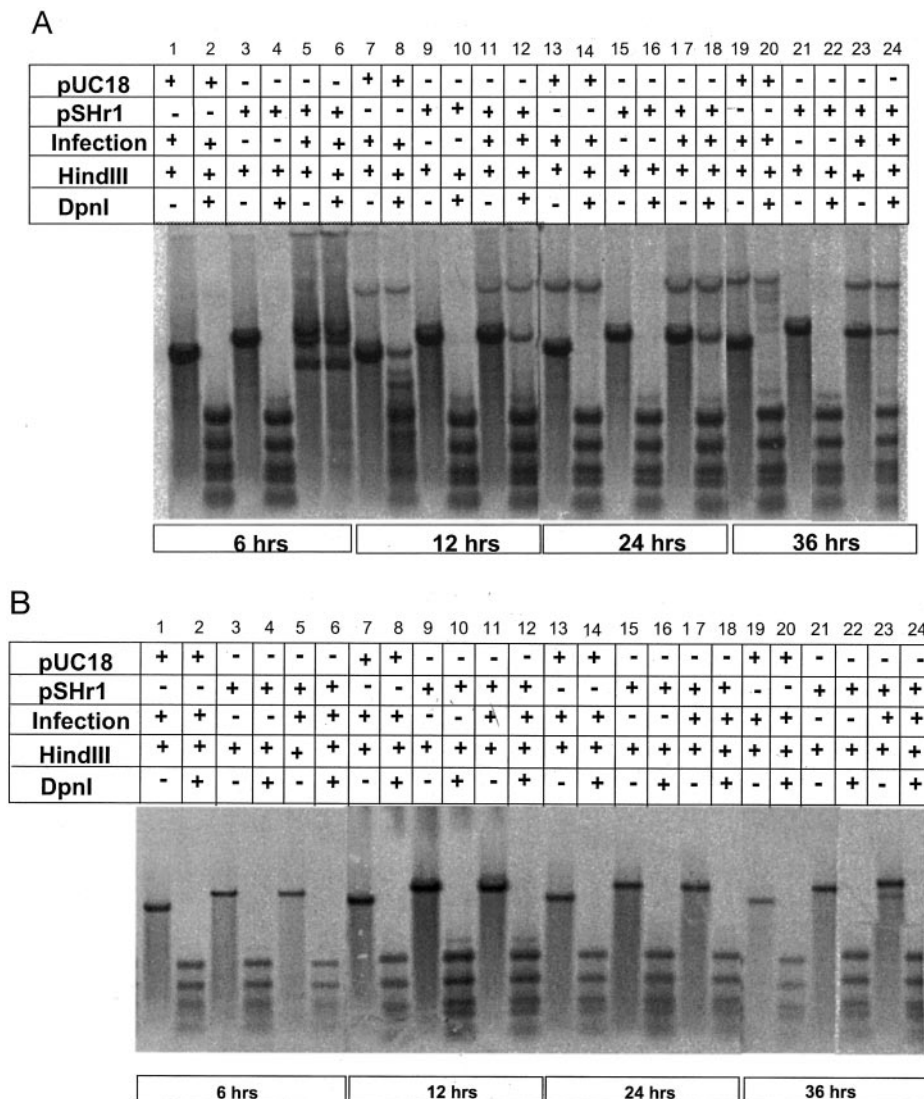 A
1 2 3 4 5 6 7 8 9 10 11 12 13 14 15 16 17 18 19 20 21 22 23 24
pUC18 + + - - - - + + - - - - + + - - - - + + - - - -
pSHr1 - - + + + + - - + + + + - - + + + + - - + + + +
Infection + + - - + + + + - - + + + + - - + + + + - - + +
HindIII + + + + + + + + + + + + + + + + + + + + + + + +
DpnI - + - + - + - + - + - + - + - + - + - + - + - +
6 hrs 12 hrs 24 hrs 36 hrs
B
1 2 3 4 5 6 7 8 9 10 11 12 13 14 15 16 17 18 19 20 21 22 23 24
pUC18 + + - - - - + + - - - - + + - - - - + + - - - -
pSHr1 - - + + + + - - + + + + - - + + + + - - + + + +
Infection + + - - + + + + - - + + + + - - + + + + - - + +
HindIII + + + + + + + + + + + + + + + + + + + + + + + +
DpnI - + - + - + - + - + - + - + - + - + - + - + - +
6 hrs 12 hrs 24 hrs 36 hrs